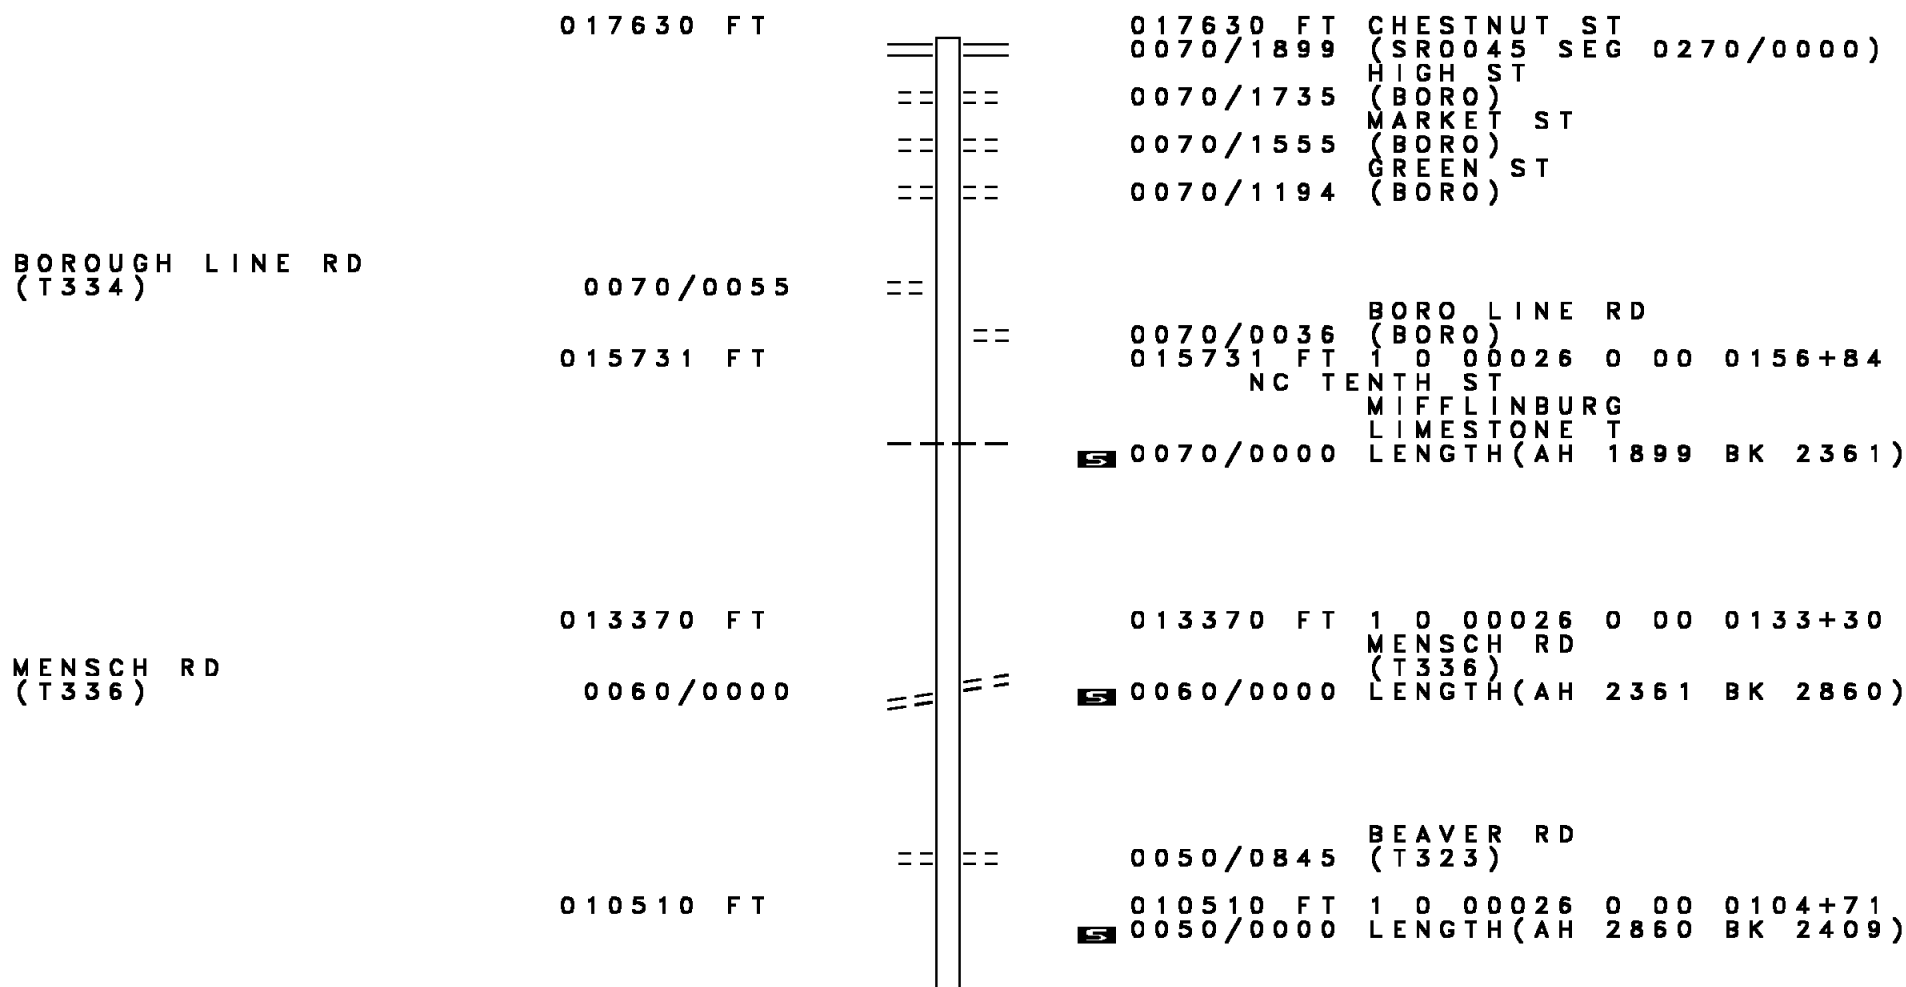 017630 FT 017630 FT CHESTNUT ST
0070/1899 (SR0045 SEG 0270/0000)
HIGH ST
0070/1735 (BORO)
MARKET ST
0070/1555 (BORO)
GREEN ST
0070/1194 (BORO)
BOROUGH LINE RD
(T334) 0070/0055
BORO LINE RD
0070/0036 (BORO)
015731 FT 015731 FT 1 0 00026 0 00 0156+84
NC TENTH ST
MIFFLINBURG
LIMESTONE T
S 0070/0000 LENGTH(AH 1899 BK 2361)
013370 FT 013370 FT 1 0 00026 0 00 0133+30
MENSCH RD
MENSCH RD (T336)
(T336) 0060/0000 S 0060/0000 LENGTH(AH 2361 BK 2860)
BEAVER RD
0050/0845 (T323)
010510 FT 010510 FT 1 0 00026 0 00 0104+71
S 0050/0000 LENGTH(AH 2860 BK 2409)